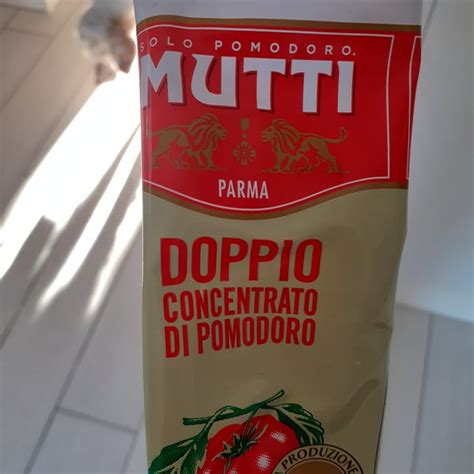 SOLO POMODORO.
MUTTI
PARMA
DOPPIO
CONCENTRATO
DI POMODORO
PRODUZIONE